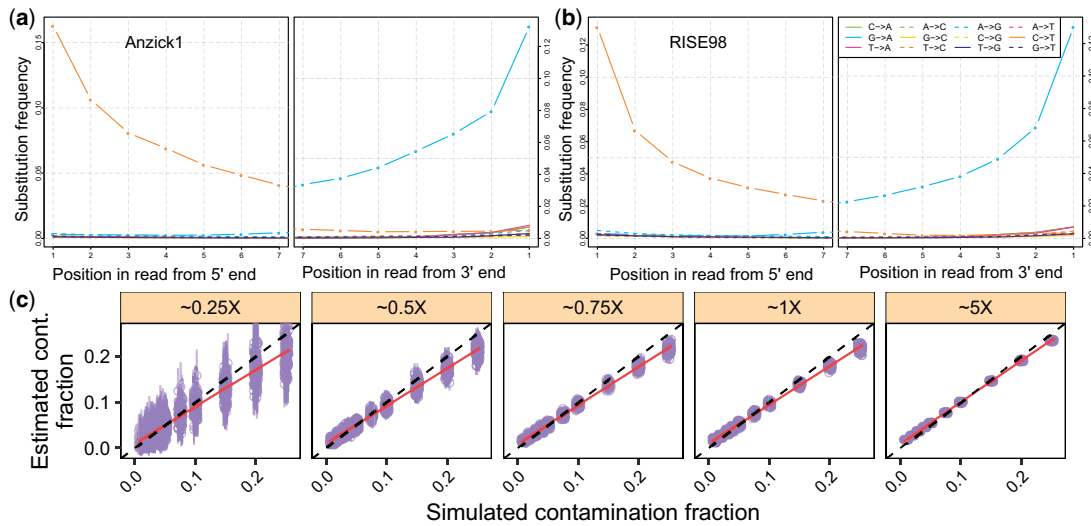 (a)
Anzick1
Substitution frequency
0.00
0.05
0.10
0.15
1 2 3 4 5 6 7
Position in read from 5' end
7 6 5 4 3 2 1
Position in read from 3' end
0.00
0.02
0.04
0.06
0.08
0.10
0.12
(b)
RISE98
Substitution frequency
0.00
0.02
0.04
0.06
0.08
0.10
0.12
1 2 3 4 5 6 7
Position in read from 5' end
C->A A->C A->G A->T
G->A G->C C->G C->T
T->A T->C T->G G->T
7 6 5 4 3 2 1
Position in read from 3' end
0.00
0.02
0.04
0.06
0.08
0.10
0.12
(c)
~0.25X ~0.5X ~0.75X ~1X ~5X
Estimated cont.
fraction
0.2
0.1
0.0
0.0 0.1 0.2 0.0 0.1 0.2 0.0 0.1 0.2 0.0 0.1 0.2 0.0 0.1 0.2
Simulated contamination fraction